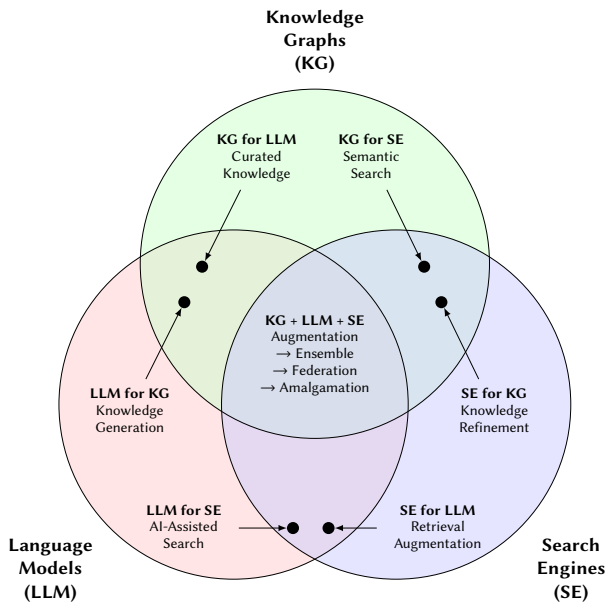 Knowledge
Graphs
(KG)
KG for LLM
Curated
Knowledge
KG for SE
Semantic
Search
KG + LLM + SE
Augmentation
→ Ensemble
→ Federation
→ Amalgamation
LLM for KG
Knowledge
Generation
SE for KG
Knowledge
Refinement
LLM for SE
AI-Assisted
Search
SE for LLM
Retrieval
Augmentation
Language
Models
(LLM)
Search
Engines
(SE)